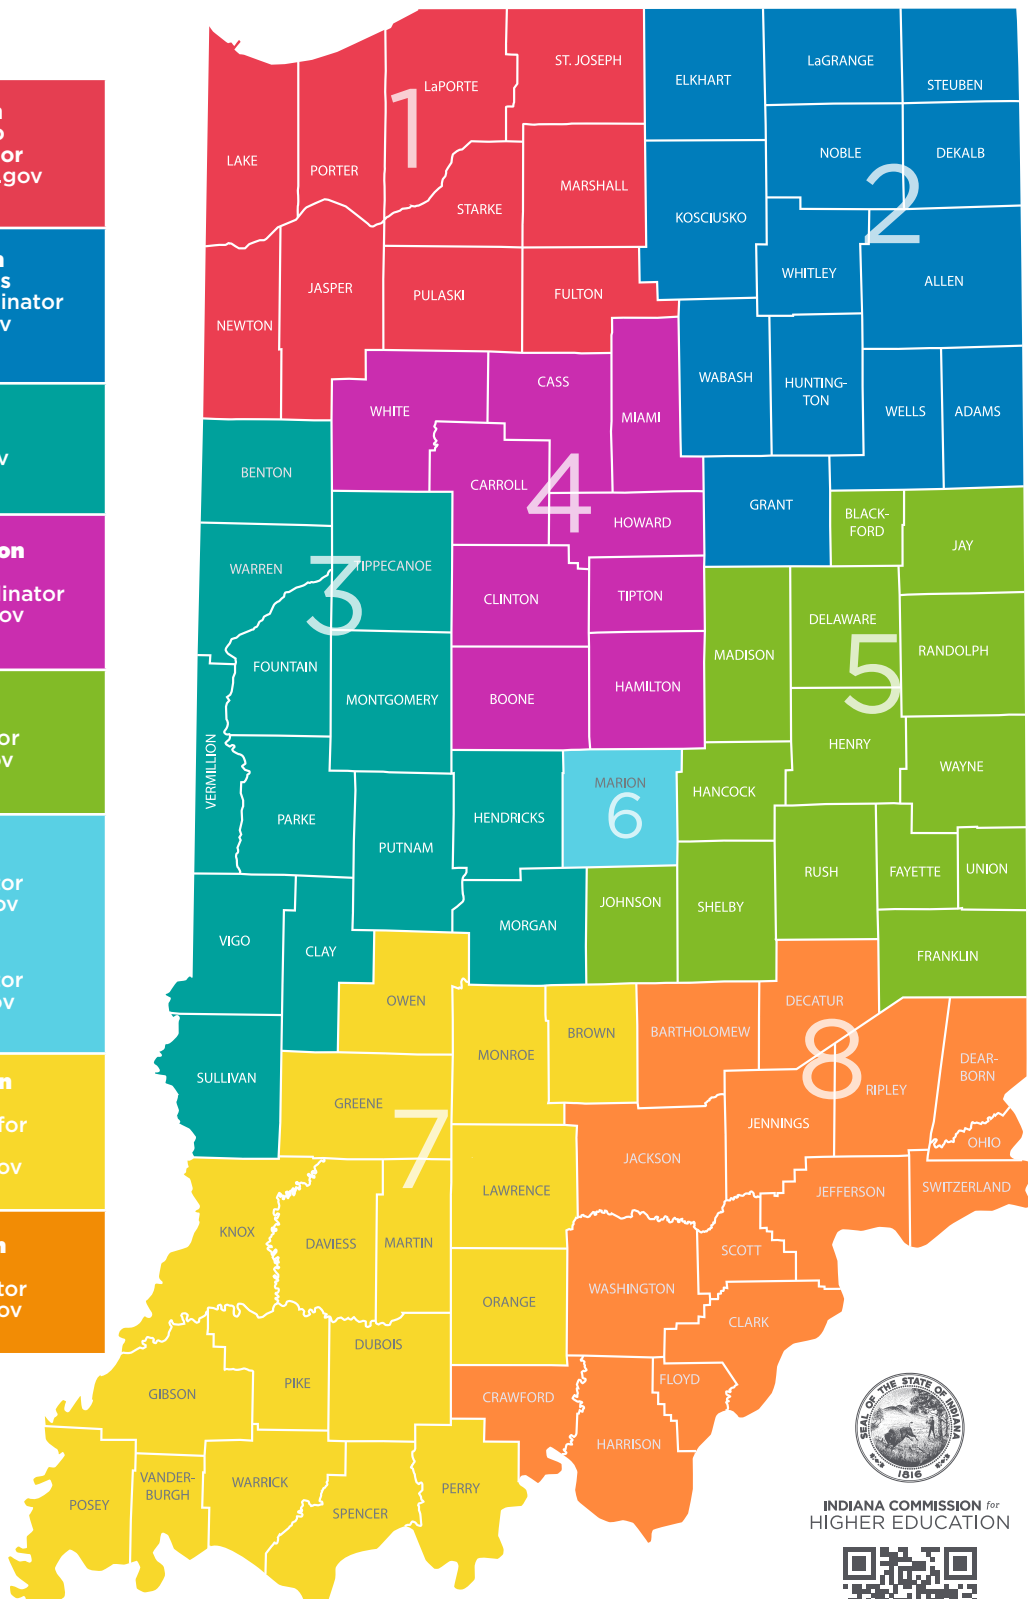 or
.gov
inator
on
inator
ov
or
tor
ov
tor
for
ov
tor
ov
1
ST. JOSEPH
LaGRANGE
ELKHART
LaPORTE
STEUBEN
LAKE
PORTER
NOBLE
DEKALB
MARSHALL
STARKE
2
KOSCIUSKO
WHITLEY
ALLEN
JASPER
PULASKI
FULTON
NEWTON
CASS
WABASH
HUNTING-
TON
WHITE
MIAMI
WELLS
ADAMS
BENTON
CARROLL
4
GRANT
BLACK-
FORD
HOWARD
JAY
WARREN
3
TIPPECANOE
CLINTON
TIPTON
DELAWARE
MADISON
5
RANDOLPH
FOUNTAIN
MONTGOMERY
BOONE
HAMILTON
HENRY
WAYNE
VERMILLION
MARION
6
HANCOCK
PARKE
HENDRICKS
PUTNAM
RUSH
FAYETTE
UNION
JOHNSON
SHELBY
MORGAN
VIGO
CLAY
FRANKLIN
OWEN
DECATUR
BROWN
BARTHOLOMEW
MONROE
8
DEAR-
BORN
SULLIVAN
RIPLEY
GREENE
JENNINGS
7
OHIO
JACKSON
LAWRENCE
JEFFERSON
SWITZERLAND
KNOX
DAVIESS
MARTIN
SCOTT
WASHINGTON
ORANGE
CLARK
DUBOIS
PIKE
FLOYD
GIBSON
CRAWFORD
HARRISON
VANDER-
BURGH
WARRICK
PERRY
POSEY
SPENCER
SEAL OF THE STATE OF INDIANA
1816
INDIANA COMMISSION for
HIGHER EDUCATION